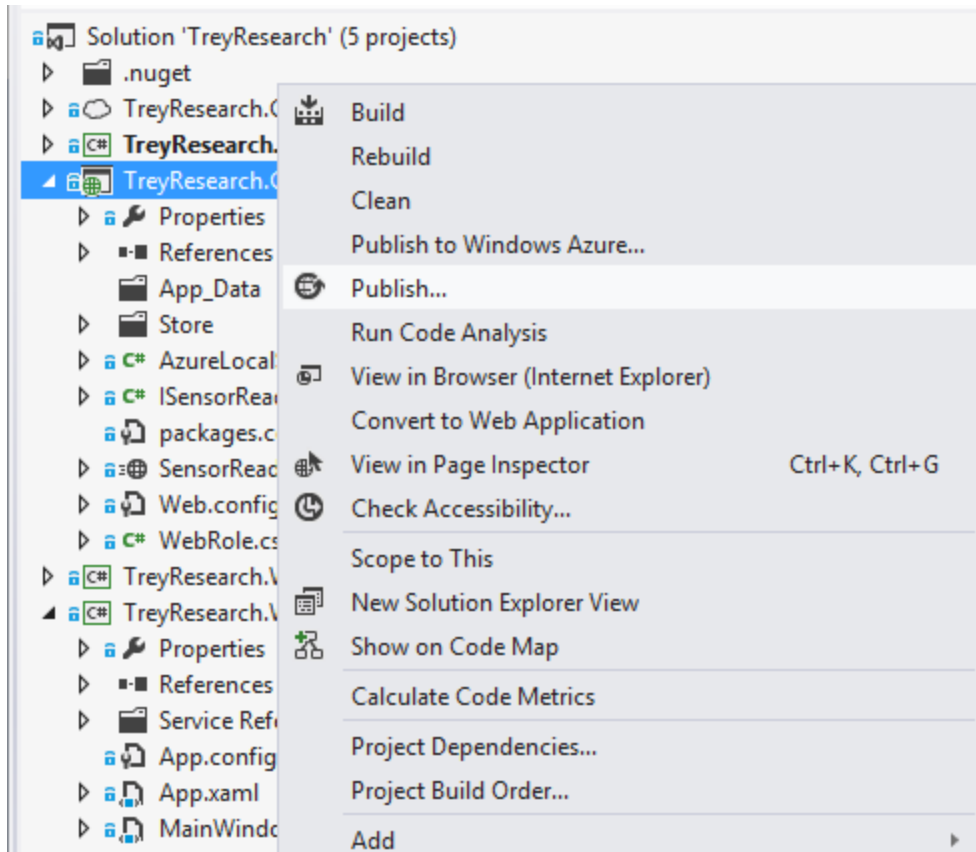 Solution 'TreyResearch' (5 projects)
.nuget
TreyResearch.
C# TreyResearch.
TreyResearch.
Properties
References
App_Data
Store
C# AzureLocal
C# ISensorRea
packages.c
SensorRead
Web.config
C# WebRole.cs
C# TreyResearch.
C# TreyResearch.
Properties
References
Service Ref
App.config
App.xaml
MainWindo
Build
Rebuild
Clean
Publish to Windows Azure...
Publish...
Run Code Analysis
View in Browser (Internet Explorer)
Convert to Web Application
View in Page Inspector Ctrl+K, Ctrl+G
Check Accessibility...
Scope to This
New Solution Explorer View
Show on Code Map
Calculate Code Metrics
Project Dependencies...
Project Build Order...
Add